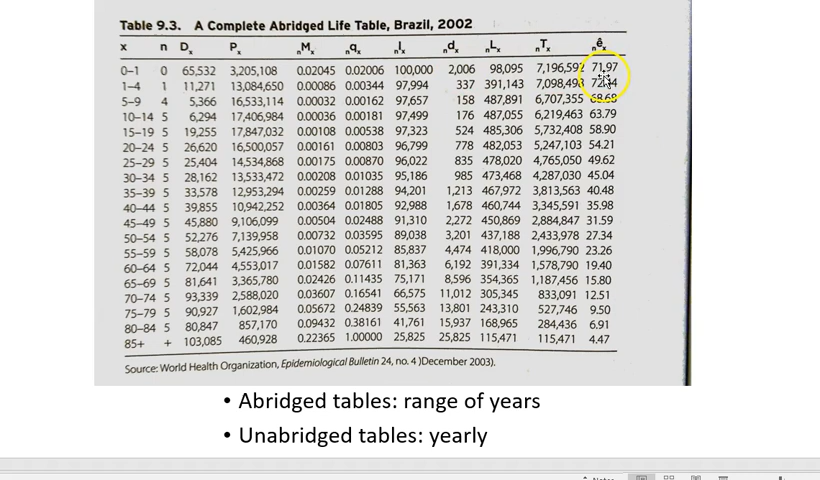 Table 9.3. A Complete Abridged Life Table, Brazil, 2002
x n Dx Px nMx nqx nlx ndx nLx nTx nêx
0–1 0 65,532 3,205,108 0.02045 0.02006 100,000 2,006 98,095 7,196,592 71.97
1–4 1 11,271 13,084,650 0.00086 0.00344 97,994 337 391,143 7,098,498 72.44
5–9 4 5,366 16,533,114 0.00032 0.00162 97,657 158 487,891 6,707,355 68.68
10–14 5 6,294 17,406,984 0.00036 0.00181 97,499 176 487,055 6,219,463 63.79
15–19 5 19,255 17,847,032 0.00108 0.00538 97,323 524 485,306 5,732,408 58.90
20–24 5 26,620 16,500,057 0.00161 0.00803 96,799 778 482,053 5,247,103 54.21
25–29 5 25,404 14,534,868 0.00175 0.00870 96,022 835 478,020 4,765,050 49.62
30–34 5 28,162 13,533,472 0.00208 0.01035 95,186 985 473,468 4,287,030 45.04
35–39 5 33,578 12,953,294 0.00259 0.01288 94,201 1,213 467,972 3,813,563 40.48
40–44 5 39,855 10,942,252 0.00364 0.01805 92,988 1,678 460,744 3,345,591 35.98
45–49 5 45,880 9,106,099 0.00504 0.02488 91,310 2,272 450,869 2,884,847 31.59
50–54 5 52,276 7,139,958 0.00732 0.03595 89,038 3,201 437,188 2,433,978 27.34
55–59 5 58,078 5,425,966 0.01070 0.05212 85,837 4,474 418,000 1,996,790 23.26
60–64 5 72,044 4,553,017 0.01582 0.07611 81,363 6,192 391,334 1,578,790 19.40
65–69 5 81,641 3,365,780 0.02426 0.11435 75,171 8,596 354,365 1,187,456 15.80
70–74 5 93,339 2,588,020 0.03607 0.16541 66,575 11,012 305,345 833,091 12.51
75–79 5 90,927 1,602,984 0.05672 0.24839 55,563 13,801 243,310 527,746 9.50
80–84 5 80,847 857,170 0.09432 0.38161 41,761 15,937 168,965 284,436 6.91
85+ + 103,085 460,928 0.22365 1.00000 25,825 25,825 115,471 115,471 4.47
Source: World Health Organization, Epidemiological Bulletin 24, no. 4 )December 2003).
• Abridged tables: range of years
• Unabridged tables: yearly